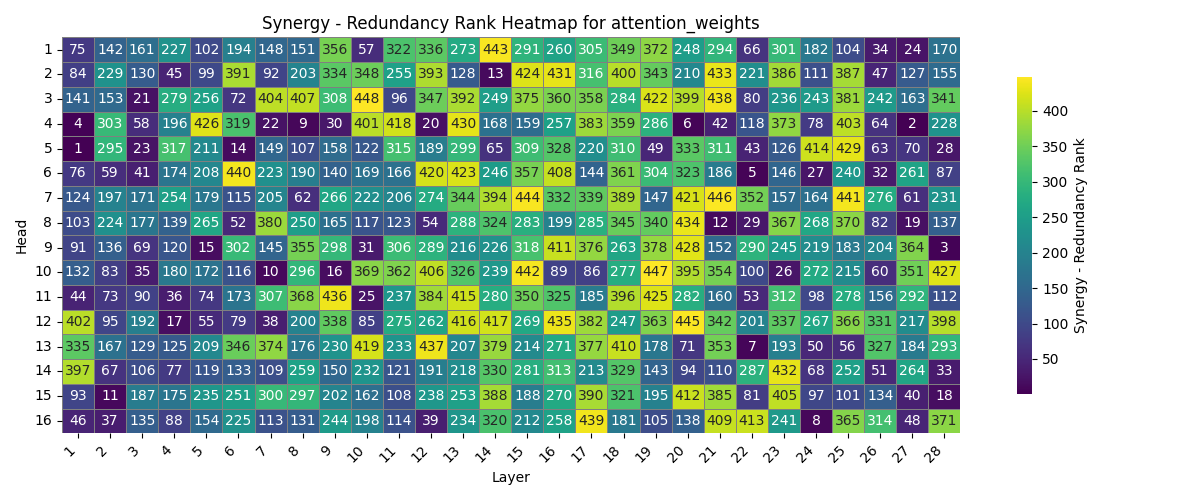 Synergy - Redundancy Rank Heatmap for attention_weights
1 75 142 161 227 102 194 148 151 356 57 322 336 273 443 291 260 305 349 372 248 294 66 301 182 104 34 24 170
2 84 229 130 45 99 391 92 203 334 348 255 393 128 13 424 431 316 400 343 210 433 221 386 111 387 47 127 155
3 141 153 21 279 256 72 404 407 308 448 96 347 392 249 375 360 358 284 422 399 438 80 236 243 381 242 163 341
4 4 303 58 196 426 319 22 9 30 401 418 20 430 168 159 257 383 359 286 6 42 118 373 78 403 64 2 228
5 1 295 23 317 211 14 149 107 158 122 315 189 299 65 309 328 220 310 49 333 311 43 126 414 429 63 70 28
6 76 59 41 174 208 440 223 190 140 169 166 420 423 246 357 408 144 361 304 323 186 5 146 27 240 32 261 87
7 124 197 171 254 179 115 205 62 266 222 206 274 344 394 444 332 339 389 147 421 446 352 157 164 441 276 61 231
8 103 224 177 139 265 52 380 250 165 117 123 54 288 324 283 199 285 345 340 434 12 29 367 268 370 82 19 137
9 91 136 69 120 15 302 145 355 298 31 306 289 216 226 318 411 376 263 378 428 152 290 245 219 183 204 364 3
10 132 83 35 180 172 116 10 296 16 369 362 406 326 239 442 89 86 277 447 395 354 100 26 272 215 60 351 427
11 44 73 90 36 74 173 307 368 436 25 237 384 415 280 350 325 185 396 425 282 160 53 312 98 278 156 292 112
12 402 95 192 17 55 79 38 200 338 85 275 262 416 417 269 435 382 247 363 445 342 201 337 267 366 331 217 398
13 335 167 129 125 209 346 374 176 230 419 233 437 207 379 214 271 377 410 178 71 353 7 193 50 56 327 184 293
14 397 67 106 77 119 133 109 259 150 232 121 191 218 330 281 313 213 329 143 94 110 287 432 68 252 51 264 33
15 93 11 187 175 235 251 300 297 202 162 108 238 253 388 188 270 390 321 195 412 385 81 405 97 101 134 40 18
16 46 37 135 88 154 225 113 131 244 198 114 39 234 320 212 258 439 181 105 138 409 413 241 8 365 314 48 371
1 2 3 4 5 6 7 8 9 10 11 12 13 14 15 16 17 18 19 20 21 22 23 24 25 26 27 28
Layer
Head
400
350
300
250
200
150
100
50
Synergy - Redundancy Rank